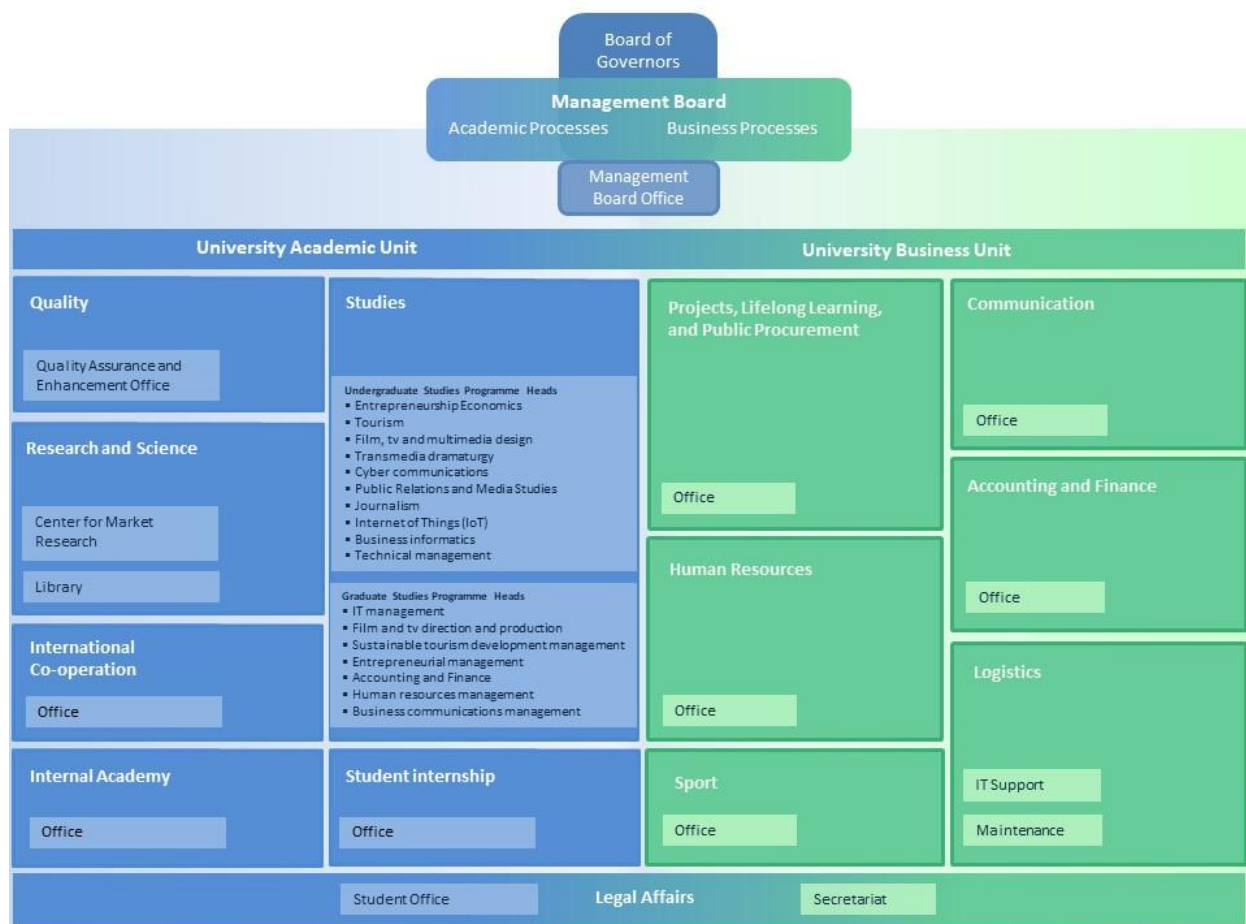 Board of
Governors
Management Board
Academic Processes
Business Processes
Management
Board Office
University Academic Unit
University Business Unit
Quality
Quality Assurance and
Enhancement Office
Research and Science
Center for Market
Research
Library
International
Co-operation
Office
Internal Academy
Office
Studies
Undergraduate Studies Programme Heads
▪ Entrepreneurship Economics
▪ Tourism
▪ Film, tv and multimedia design
▪ Transmedia dramaturgy
▪ Cyber communications
▪ Public Relations and Media Studies
▪ Journalism
▪ Internet of Things (IoT)
▪ Business informatics
▪ Technical management
Graduate Studies Programme Heads
▪ IT management
▪ Film and tv direction and production
▪ Sustainable tourism development management
▪ Entrepreneurial management
▪ Accounting and Finance
▪ Human resources management
▪ Business communications management
Student internship
Office
Projects, Lifelong Learning,
and Public Procurement
Office
Human Resources
Office
Sport
Office
Communication
Office
Accounting and Finance
Office
Logistics
IT Support
Maintenance
Student Office
Legal Affairs
Secretariat